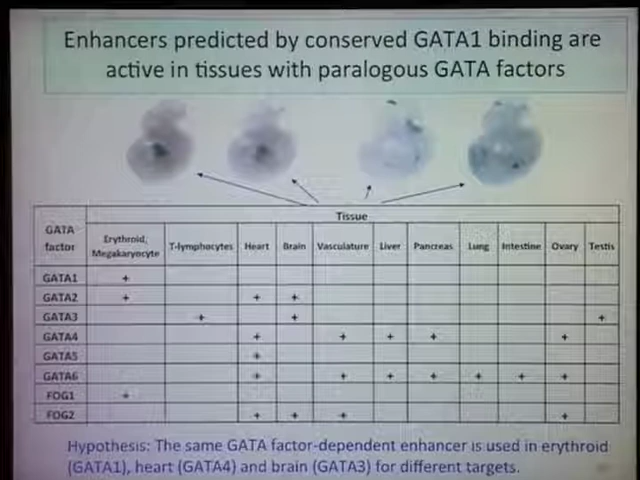 Enhancers predicted by conserved GATA1 binding are
active in tissues with paralogous GATA factors
Tissue
GATA factor Erythroid, Megakaryocyte T-lymphocytes Heart Brain Vasculature Liver Pancreas Lung Intestine Ovary Testis
GATA1 +
GATA2 + + +
GATA3 + + +
GATA4 + + + + +
GATA5 +
GATA6 + + + + + + +
FOG1 +
FOG2 + + + +
Hypothesis: The same GATA factor-dependent enhancer is used in erythroid
(GATA1), heart (GATA4) and brain (GATA3) for different targets.